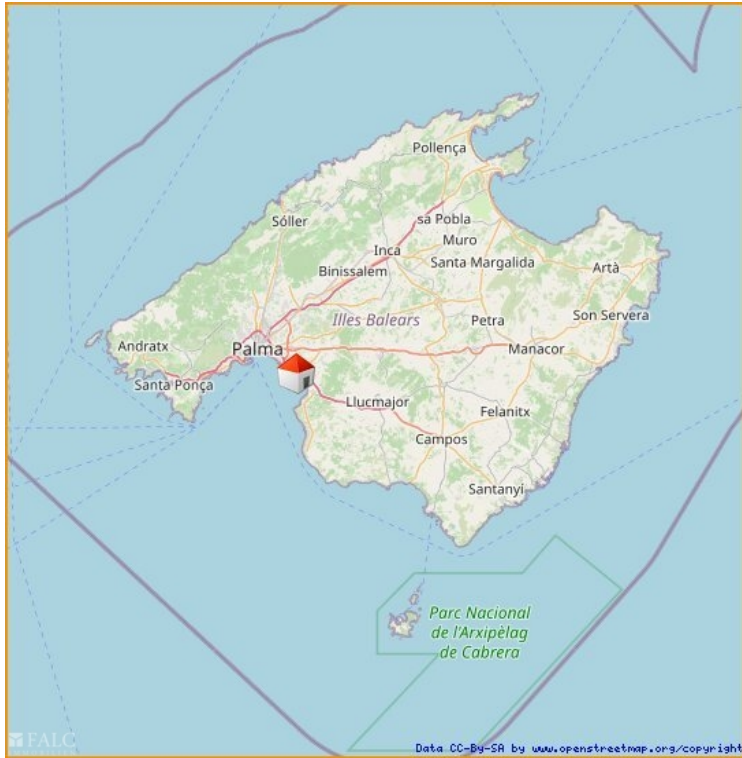 Pollença
sa Pobla
Sóller
Muro
Inca
Santa Margalida
Binissalem
Artà
Illes Balears
Petra
Son Servera
Andratx
Palma
Manacor
Santa Ponça
Llucmajor
Felanitx
Campos
Santanyí
Parc Nacional
de l'Arxipèlag
de Cabrera
FALC
Data CC-By-SA by www.openstreetmap.org/copyright